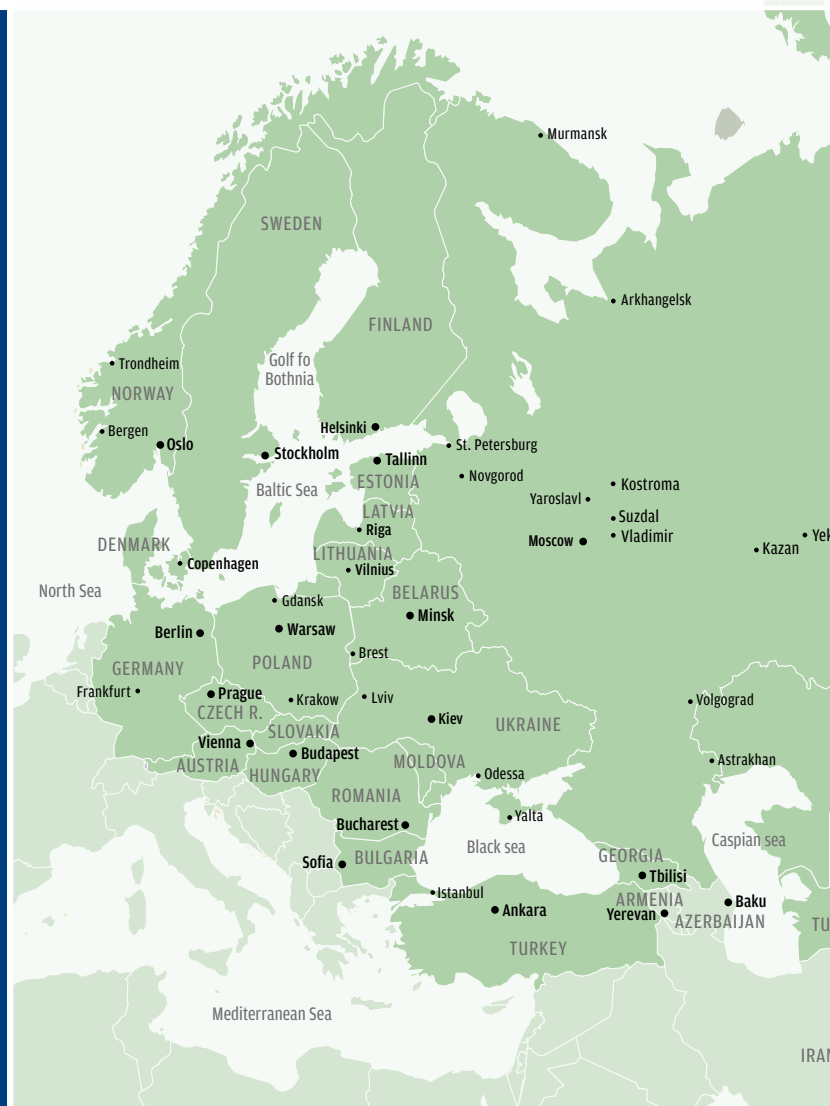 Murmansk
SWEDEN
Arkhangelsk
FINLAND
Golf fo
Bothnia
Trondheim
NORWAY
Bergen
Oslo
Helsinki
Stockholm
Tallinn
St. Petersburg
Novgorod
Kostroma
Yaroslavl
ESTONIA
Baltic Sea
LATVIA
Riga
Suzdal
Vladimir
Moscow
Kazan
Yek
DENMARK
LITHUANIA
Copenhagen
Vilnius
North Sea
BELARUS
Gdansk
Minsk
Berlin
Warsaw
Brest
GERMANY
POLAND
Frankfurt
Prague
Krakow
Lviv
Volgograd
CZECH R.
Kiev
UKRAINE
SLOVAKIA
Vienna
Budapest
MOLDOVA
Astrakhan
AUSTRIA
HUNGARY
Odessa
ROMANIA
Yalta
Bucharest
Black sea
Caspian sea
Sofia
BULGARIA
GEORGIA
Tbilisi
Istanbul
ARMENIA
Baku
Ankara
Yerevan
AZERBAIJAN
TU
TURKEY
Mediterranean Sea
IRAN